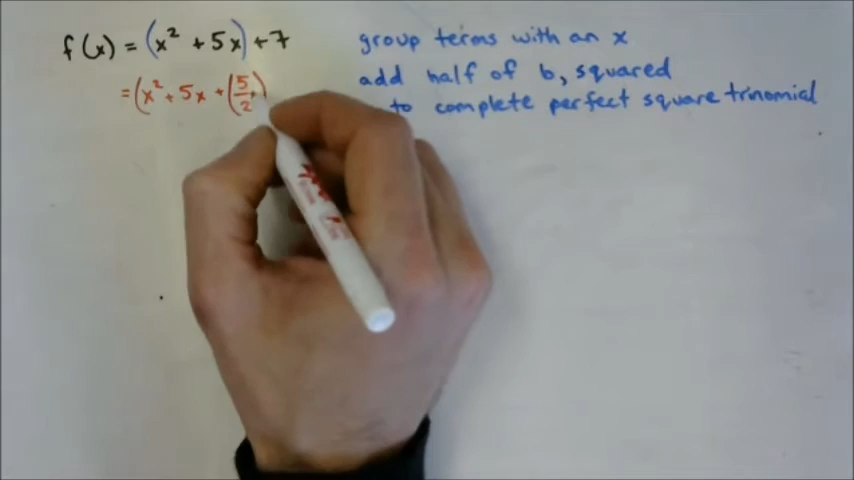 f(x) = (x² + 5x) + 7
group terms with an x
= (x² + 5x + (5/2)
add half of b, squared
to complete perfect square trinomial